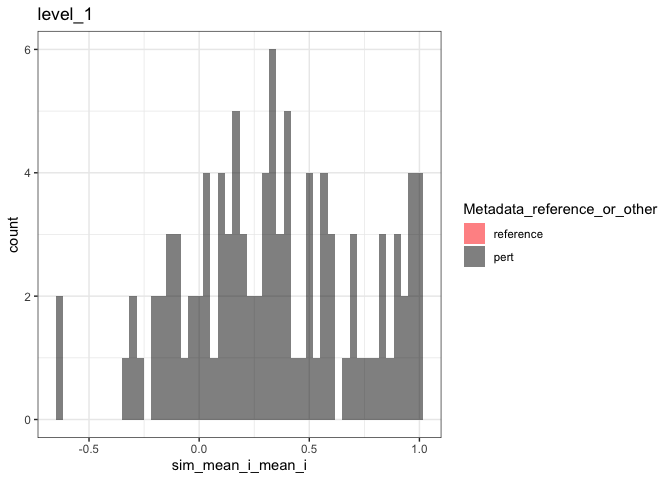 level_1
6
4
2
0
count
-0.5
0.0
0.5
1.0
sim_mean_i_mean_i
Metadata_reference_or_other
reference
pert